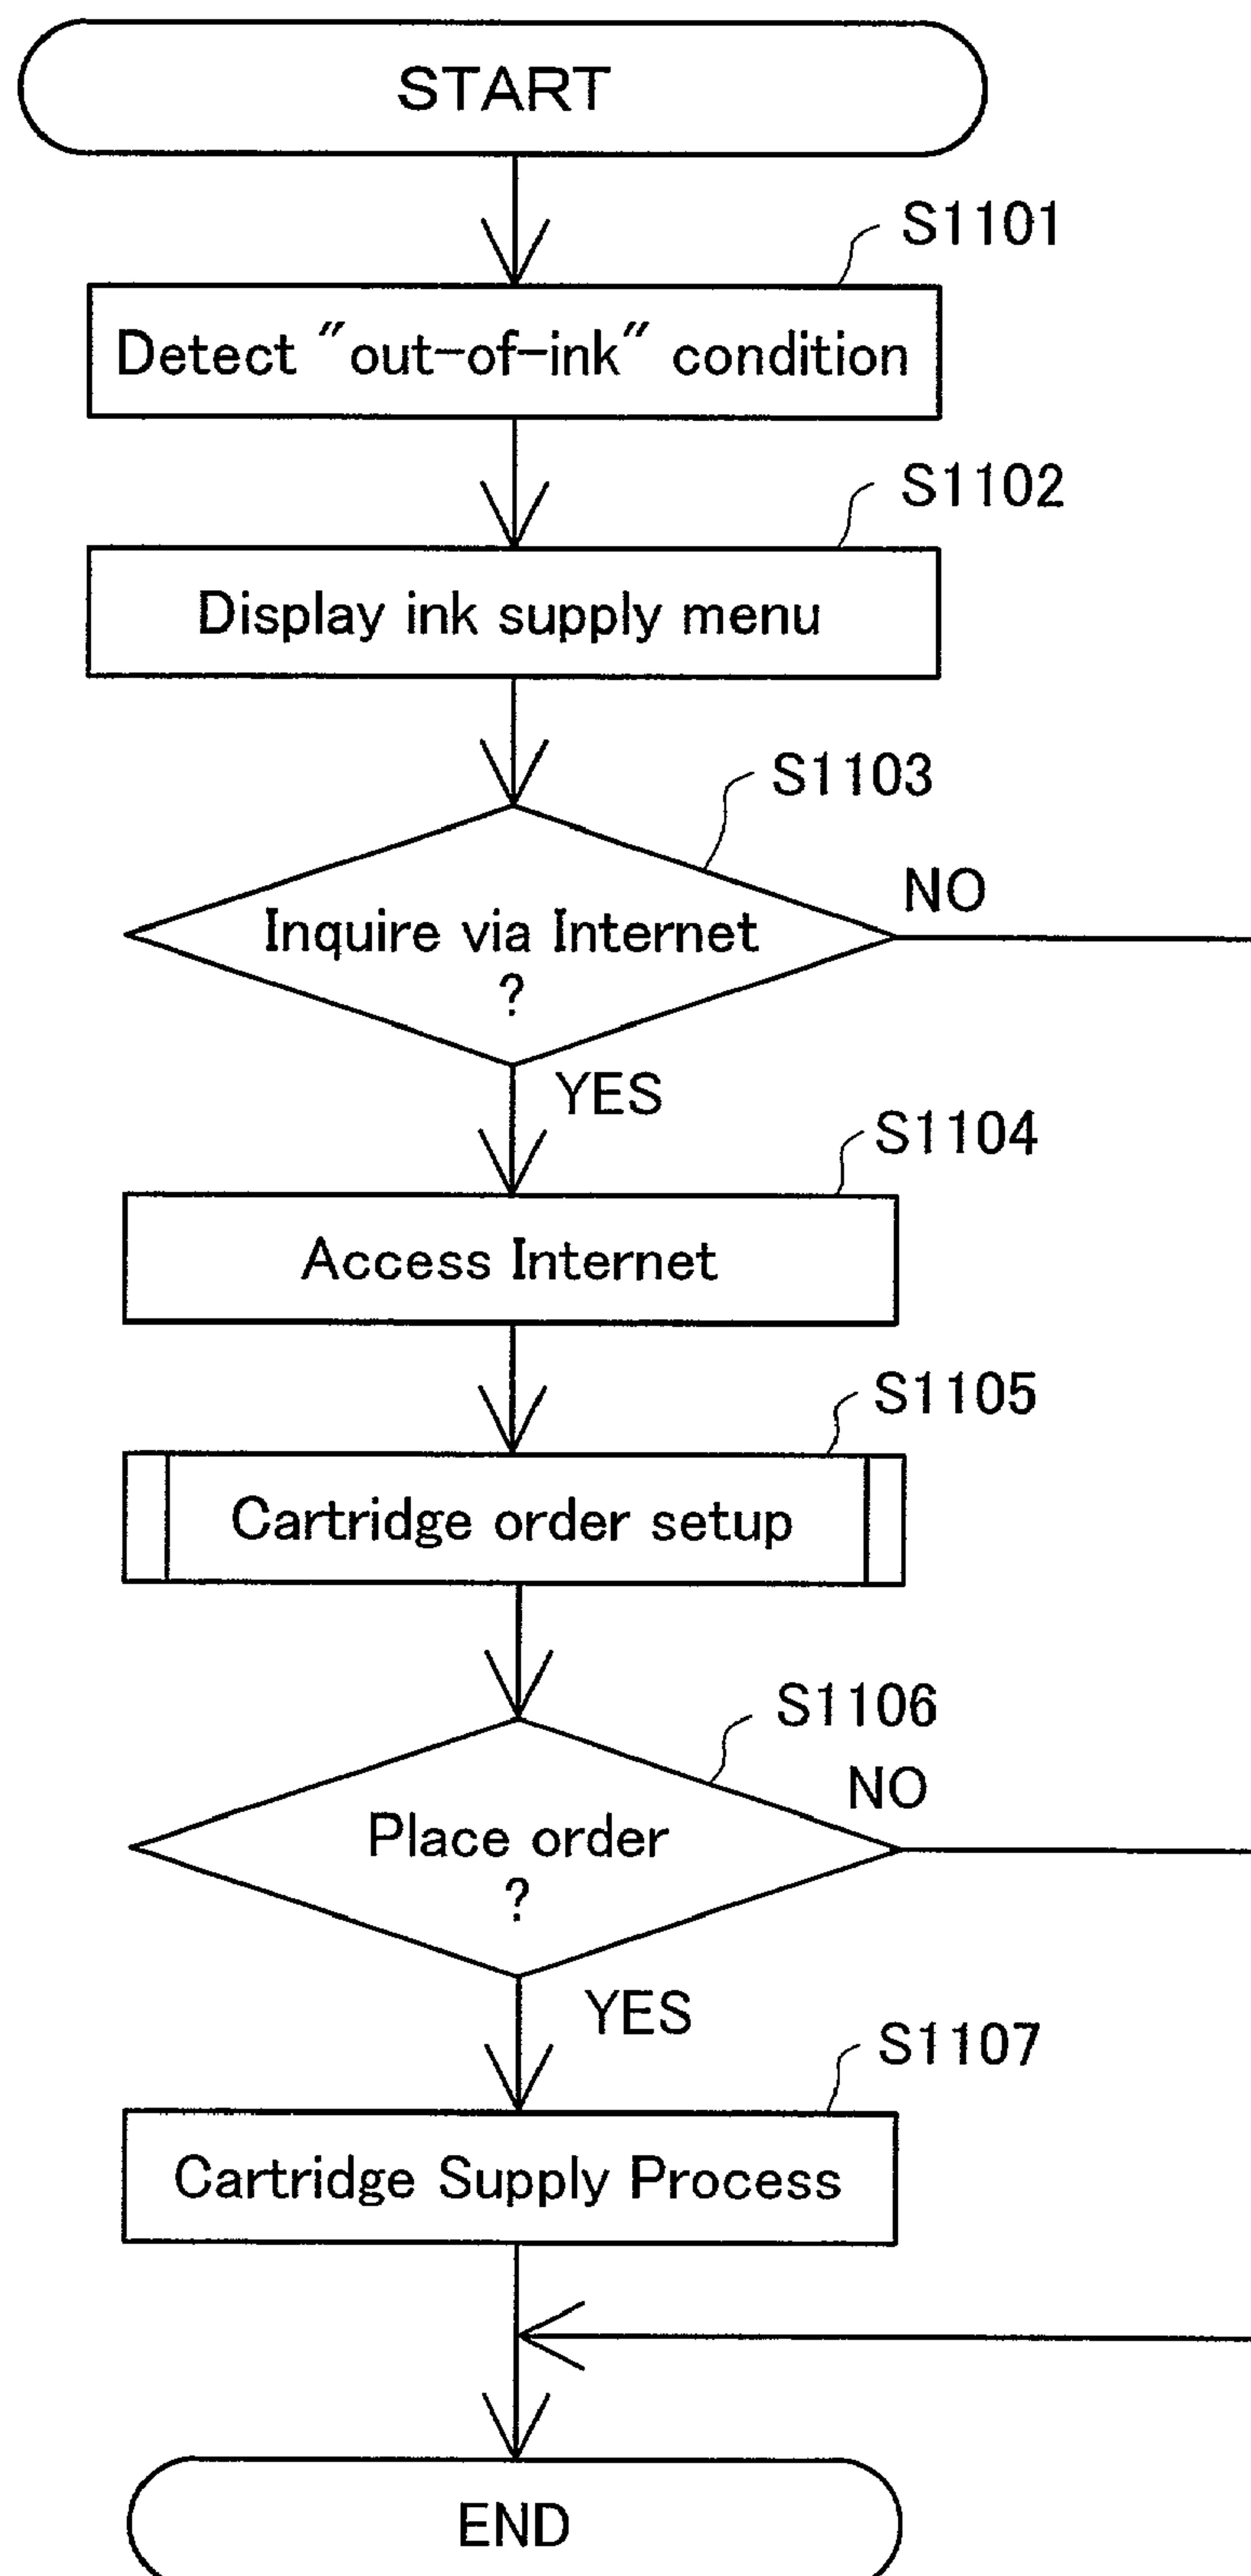 START
S1101
Detect "out-of-ink" condition
S1102
Display ink supply menu
S1103
NO
Inquire via Internet
?
YES
S1104
Access Internet
S1105
Cartridge order setup
S1106
NO
Place order
?
YES
S1107
Cartridge Supply Process
END